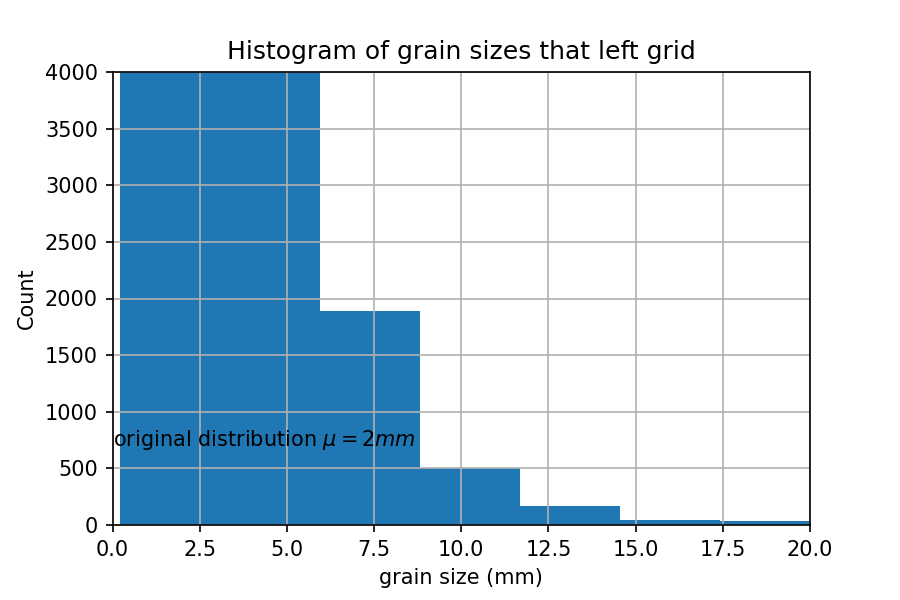 Histogram of grain sizes that left grid
4000
3500
3000
2500
2000
1500
1000
500
0
Count
original distribution μ = 2mm
0.0 2.5 5.0 7.5 10.0 12.5 15.0 17.5 20.0
grain size (mm)